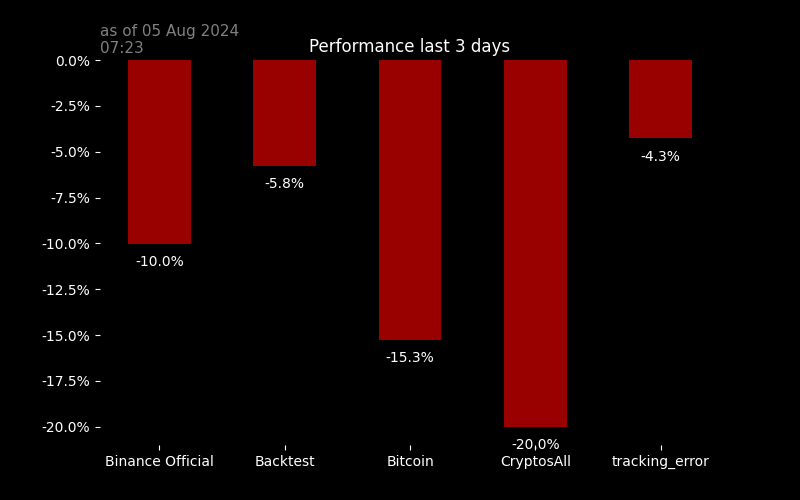 as of 05 Aug 2024
07:23
Performance last 3 days
0.0%
-2.5%
-5.0%
-7.5%
-10.0%
-12.5%
-15.0%
-17.5%
-20.0%
-10.0%
-5.8%
-15.3%
-20.0%
-4.3%
Binance Official
Backtest
Bitcoin
CryptosAll
tracking_error